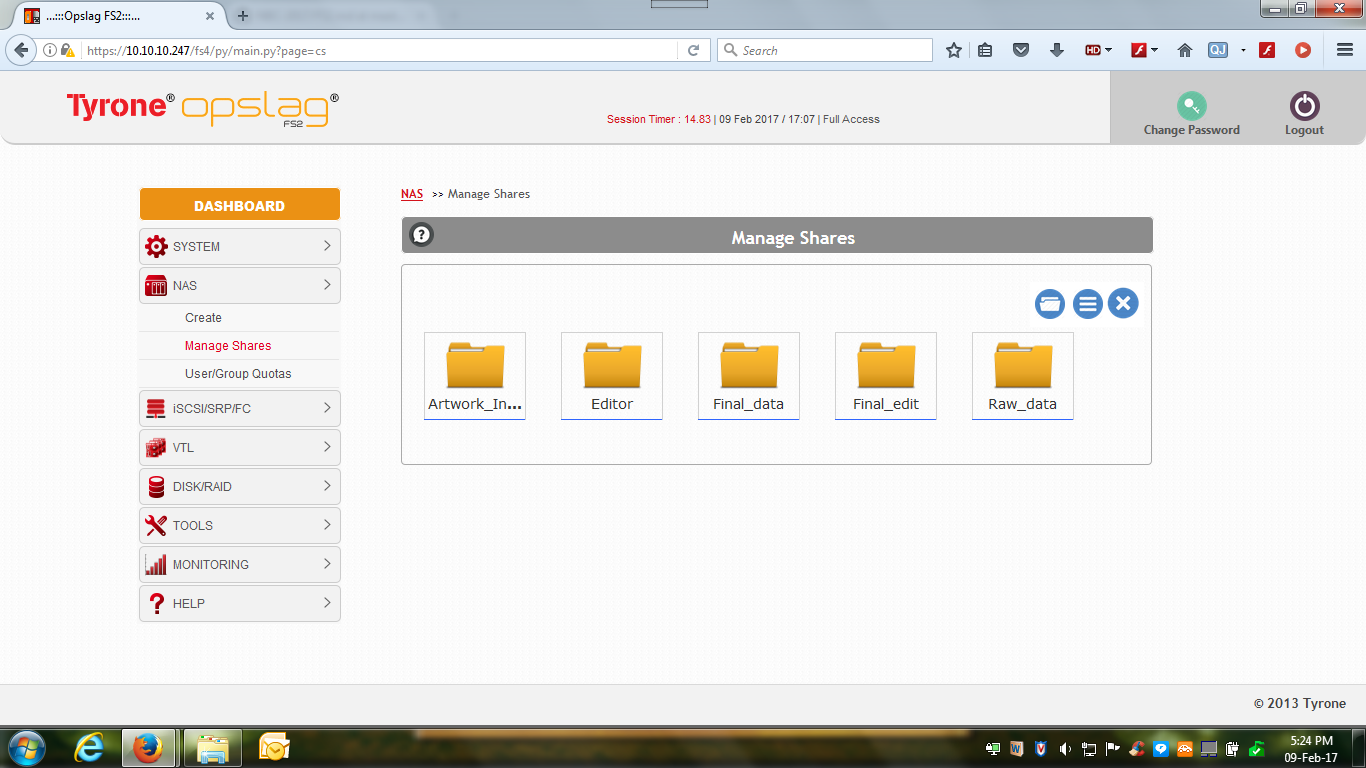 ...:::Opslag FS2:::...
https://10.10.10.247/fs4/py/main.py?page=cs
Search
HD
QJ
Tyrone® opslag®
FS2
Session Timer : 14.83 | 09 Feb 2017 / 17:07 | Full Access
Change Password
Logout
DASHBOARD
NAS >> Manage Shares
? Manage Shares
SYSTEM
NAS
Create
Manage Shares
User/Group Quotas
iSCSI/SRP/FC
VTL
DISK/RAID
TOOLS
MONITORING
HELP
Artwork_In...
Editor
Final_data
Final_edit
Raw_data
© 2013 Tyrone
5:24 PM
09-Feb-17